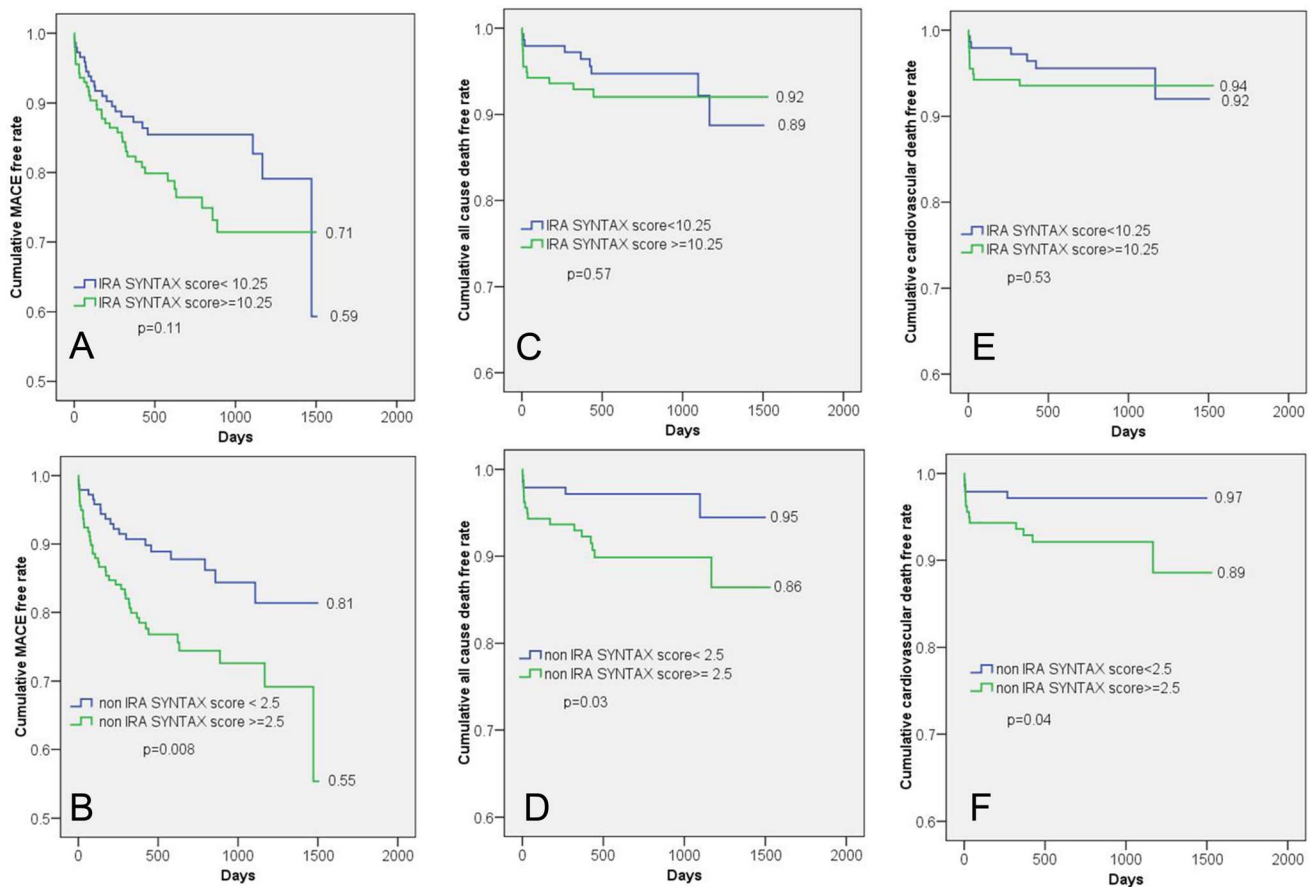 Cumulative MACE free rate
1.0
0.9
0.8
0.7
0.6
0.5
0.71
0.59
IRA SYNTAX score< 10.25
IRA SYNTAX score>=10.25
p=0.11
A
0 500 1000 1500 2000
Days
Cumulative all cause death free rate
1.0
0.9
0.8
0.7
0.6
0.92
0.89
IRA SYNTAX score<10.25
IRA SYNTAX score >=10.25
p=0.57
C
0 500 1000 1500 2000
Days
Cumulative cardiovascular death free rate
1.0
0.9
0.8
0.7
0.6
0.94
0.92
IRA SYNTAX score<10.25
IRA SYNTAX score>=10.25
p=0.53
E
0 500 1000 1500 2000
Days
Cumulative MACE free rate
1.0
0.9
0.8
0.7
0.6
0.5
0.81
0.55
non IRA SYNTAX score < 2.5
non IRA SYNTAX score >=2.5
p=0.008
B
0 500 1000 1500 2000
Days
Cumulative all cause death free rate
1.0
0.9
0.8
0.7
0.6
0.95
0.86
non IRA SYNTAX score< 2.5
non IRA SYNTAX score>= 2.5
p=0.03
D
0 500 1000 1500 2000
Days
Cumulative cardiovascular death free rate
1.0
0.9
0.8
0.7
0.6
0.97
0.89
non IRA SYNTAX score<2.5
non IRA SYNTAX score>=2.5
p=0.04
F
0 500 1000 1500 2000
Days